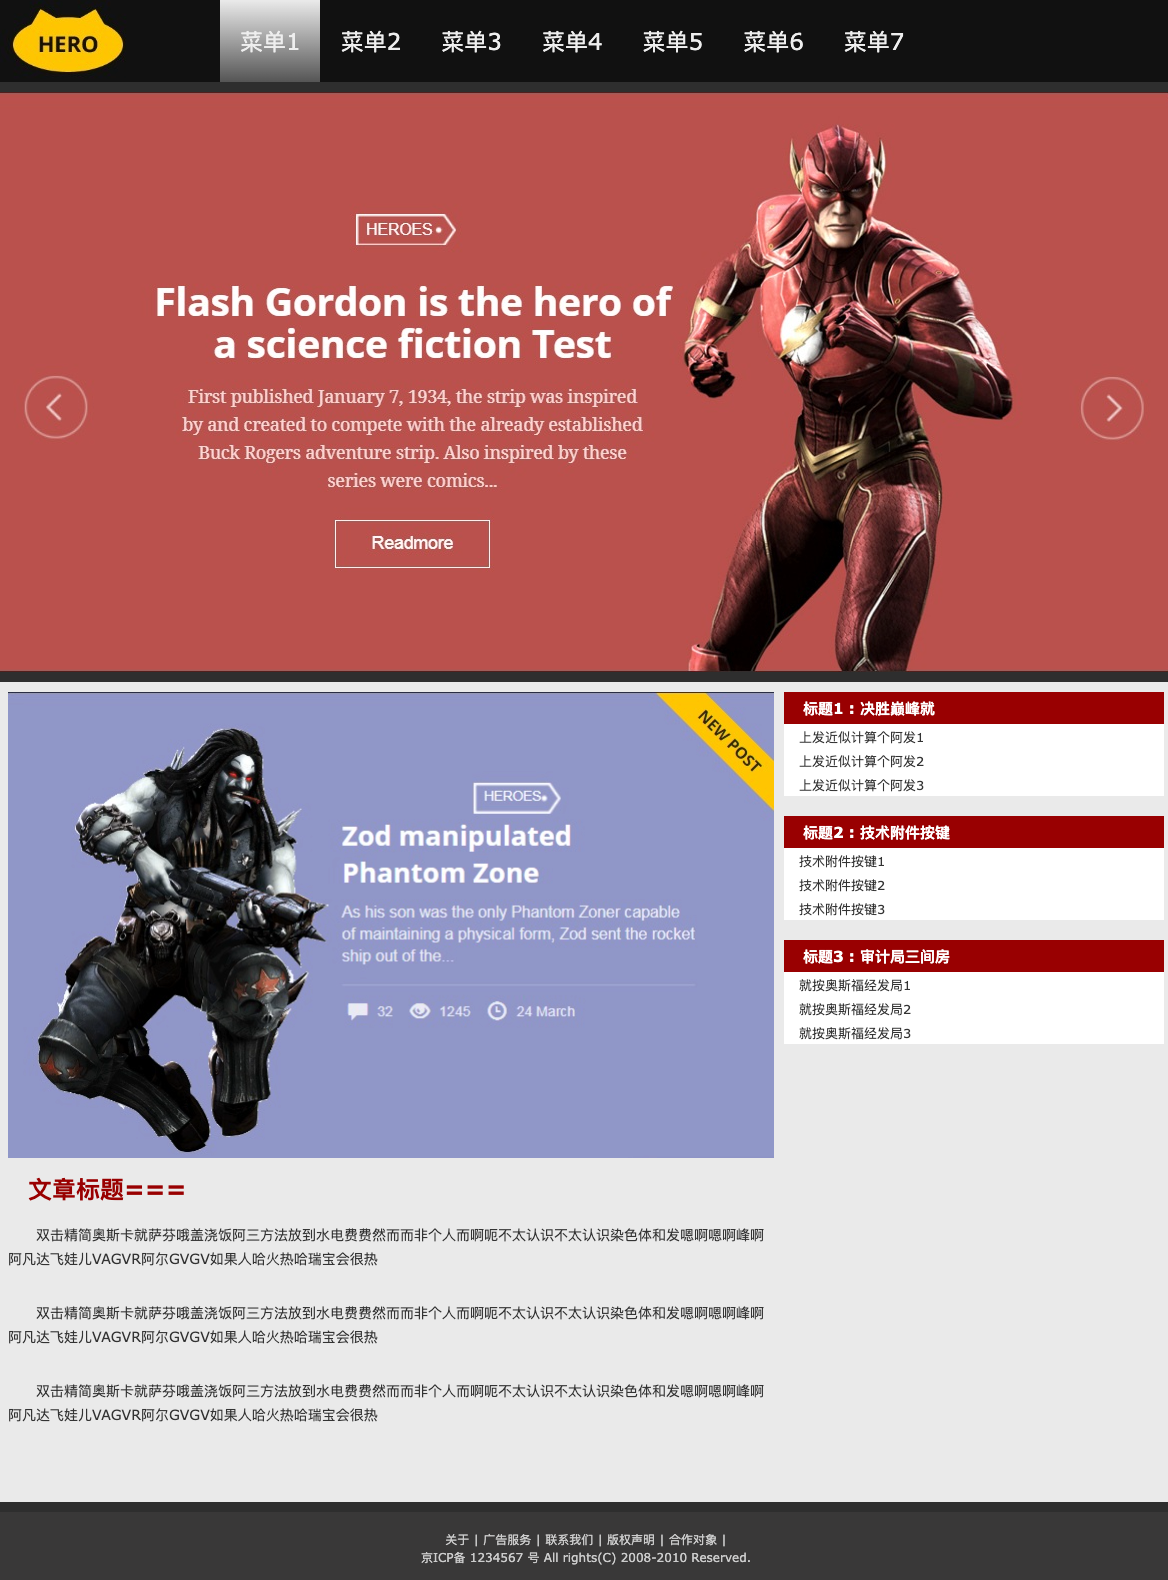 HERO
菜单1 菜单2 菜单3 菜单4 菜单5 菜单6 菜单7
HEROES
Flash Gordon is the hero of
a science fiction Test
First published January 7, 1934, the strip was inspired
by and created to compete with the already established
Buck Rogers adventure strip. Also inspired by these
series were comics...
Readmore
NEW POST
HEROES
Zod manipulated
Phantom Zone
As his son was the only Phantom Zoner capable
of maintaining a physical form, Zod sent the rocket
ship out of the...
32 1245 24 March
标题1：决胜巅峰就
上发近似计算个阿发1
上发近似计算个阿发2
上发近似计算个阿发3
标题2：技术附件按键
技术附件按键1
技术附件按键2
技术附件按键3
标题3：审计局三间房
就按奥斯福经发局1
就按奥斯福经发局2
就按奥斯福经发局3
文章标题===
双击精简奥斯卡就萨芬哦盖浇饭阿三方法放到水电费费然而而非个人而啊呃不太认识不太认识染色体和发嗯啊嗯啊峰啊
阿凡达飞娃儿VAGVR阿尔GVGV如果人哈火热哈瑞宝会很热
双击精简奥斯卡就萨芬哦盖浇饭阿三方法放到水电费费然而而非个人而啊呃不太认识不太认识染色体和发嗯啊嗯啊峰啊
阿凡达飞娃儿VAGVR阿尔GVGV如果人哈火热哈瑞宝会很热
双击精简奥斯卡就萨芬哦盖浇饭阿三方法放到水电费费然而而非个人而啊呃不太认识不太认识染色体和发嗯啊嗯啊峰啊
阿凡达飞娃儿VAGVR阿尔GVGV如果人哈火热哈瑞宝会很热
关于 | 广告服务 | 联系我们 | 版权声明 | 合作对象 |
京ICP备 1234567 号 All rights(C) 2008-2010 Reserved.